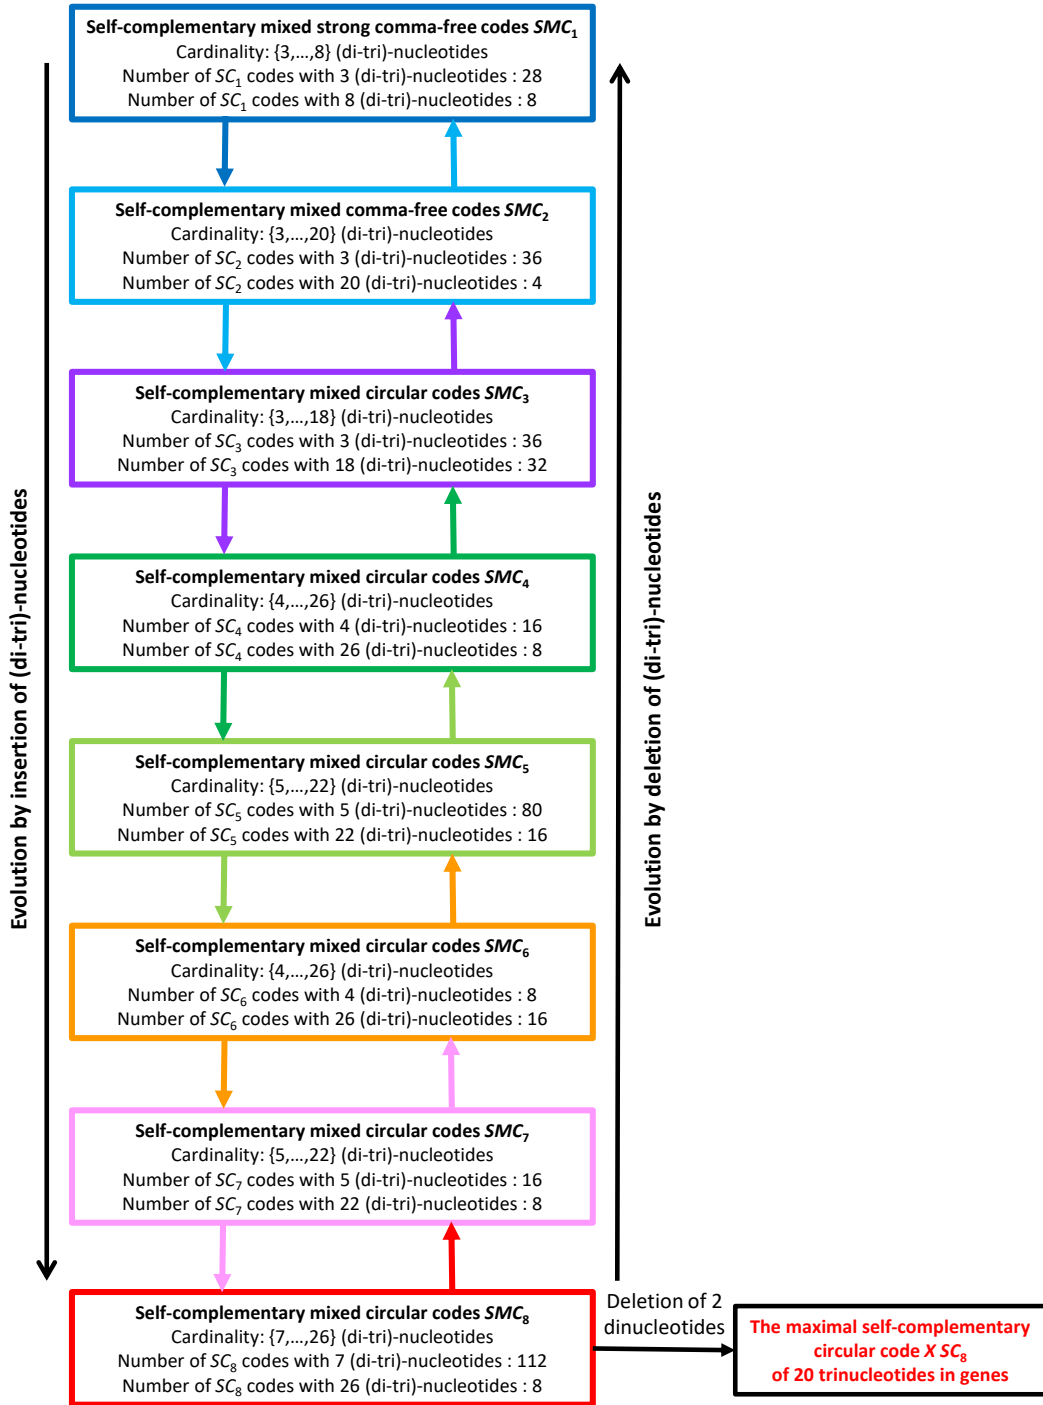 Self-complementary mixed strong comma-free codes SMC1
Cardinality: {3,…,8} (di-tri)-nucleotides
Number of SC1 codes with 3 (di-tri)-nucleotides : 28
Number of SC1 codes with 8 (di-tri)-nucleotides : 8
Self-complementary mixed comma-free codes SMC2
Cardinality: {3,…,20} (di-tri)-nucleotides
Number of SC2 codes with 3 (di-tri)-nucleotides : 36
Number of SC2 codes with 20 (di-tri)-nucleotides : 4
Self-complementary mixed circular codes SMC3
Cardinality: {3,…,18} (di-tri)-nucleotides
Number of SC3 codes with 3 (di-tri)-nucleotides : 36
Number of SC3 codes with 18 (di-tri)-nucleotides : 32
Self-complementary mixed circular codes SMC4
Cardinality: {4,…,26} (di-tri)-nucleotides
Number of SC4 codes with 4 (di-tri)-nucleotides : 16
Number of SC4 codes with 26 (di-tri)-nucleotides : 8
Self-complementary mixed circular codes SMC5
Cardinality: {5,…,22} (di-tri)-nucleotides
Number of SC5 codes with 5 (di-tri)-nucleotides : 80
Number of SC5 codes with 22 (di-tri)-nucleotides : 16
Self-complementary mixed circular codes SMC6
Cardinality: {4,…,26} (di-tri)-nucleotides
Number of SC6 codes with 4 (di-tri)-nucleotides : 8
Number of SC6 codes with 26 (di-tri)-nucleotides : 16
Self-complementary mixed circular codes SMC7
Cardinality: {5,…,22} (di-tri)-nucleotides
Number of SC7 codes with 5 (di-tri)-nucleotides : 16
Number of SC7 codes with 22 (di-tri)-nucleotides : 8
Self-complementary mixed circular codes SMC8
Cardinality: {7,…,26} (di-tri)-nucleotides
Number of SC8 codes with 7 (di-tri)-nucleotides : 112
Number of SC8 codes with 26 (di-tri)-nucleotides : 8
Evolution by insertion of (di-tri)-nucleotides
Evolution by deletion of (di-tri)-nucleotides
Deletion of 2
dinucleotides
The maximal self-complementary
circular code X SC8
of 20 trinucleotides in genes